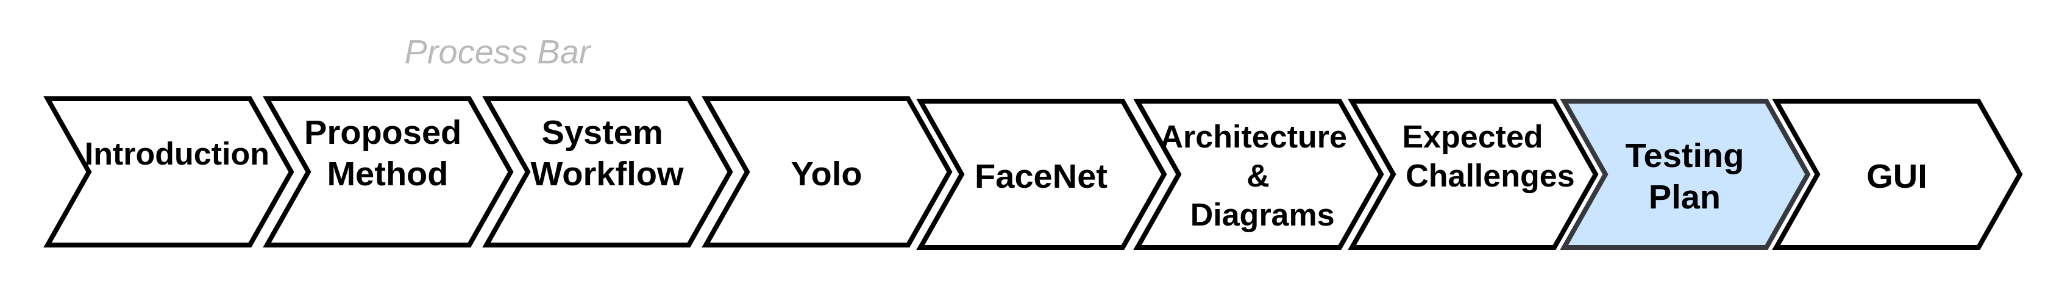 Process Bar
Introduction
Proposed
Method
System
Workflow
Yolo
FaceNet
Architecture
&
Diagrams
Expected
Challenges
Testing
Plan
GUI